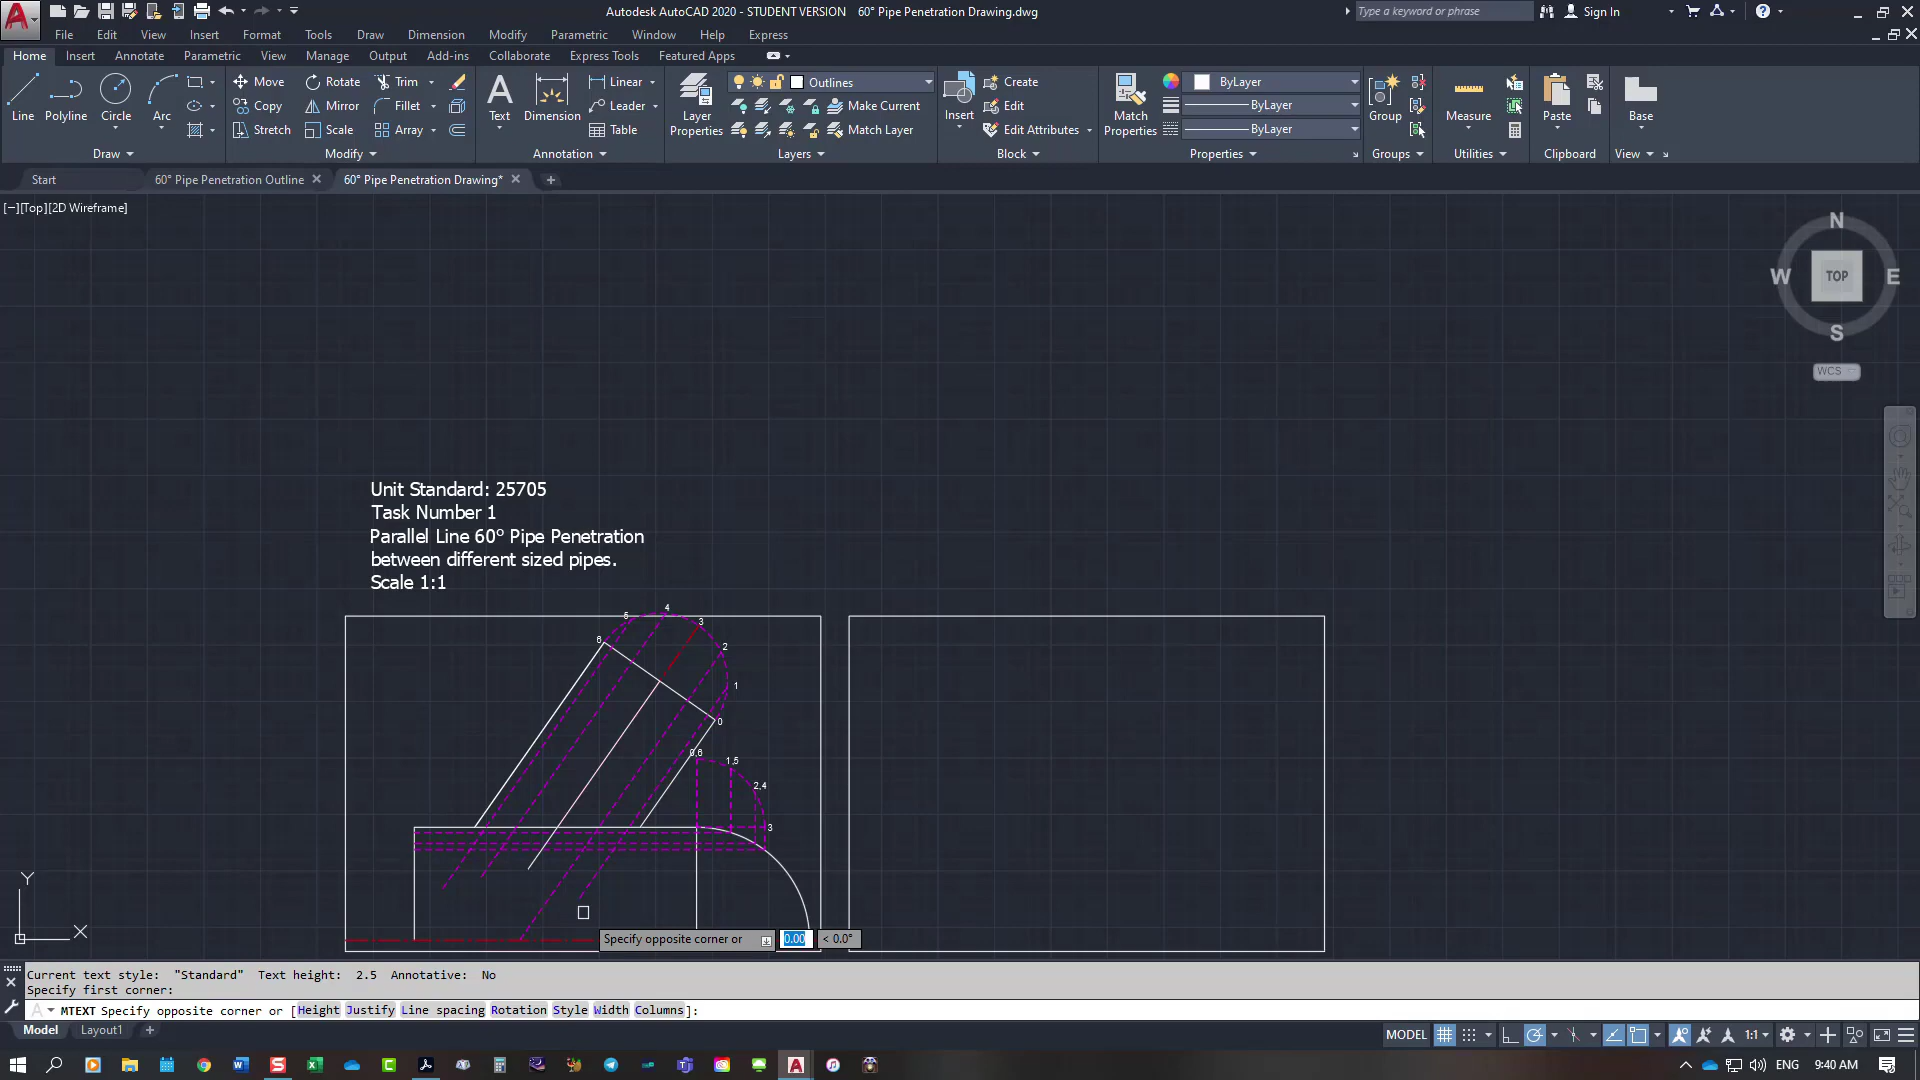 Autodesk AutoCAD 2020 - STUDENT VERSION 60° Pipe Penetration Drawing.dwg
Type a keyword or phrase
Sign In
File Edit View Insert Format Tools Draw Dimension Modify Parametric Window Help Express
Home Insert Annotate Parametric View Manage Output Add-ins Collaborate Express Tools Featured Apps
Line Polyline Circle Arc
Draw
Move Rotate Trim
Copy Mirror Fillet
Stretch Scale Array
Modify
Text Dimension
Linear
Leader
Table
Annotation
Layer Properties
Outlines
Make Current
Match Layer
Layers
Insert
Create
Edit
Edit Attributes
Block
Match Properties
ByLayer
ByLayer
ByLayer
Properties
Group
Groups
Measure
Utilities
Paste
Clipboard
Base
View
Start 60° Pipe Penetration Outline 60° Pipe Penetration Drawing*
[−][Top][2D Wireframe]
N
W TOP E
S
WCS
Unit Standard: 25705
Task Number 1
Parallel Line 60° Pipe Penetration
between different sized pipes.
Scale 1:1
4
5
3
6
2
1
0
0,6
1,5
2,4
3
Y
X
Specify opposite corner or 0.00 < 0.0°
Current text style: "Standard" Text height: 2.5 Annotative: No
Specify first corner:
MTEXT Specify opposite corner or [Height Justify Line spacing Rotation Style Width Columns]:
Model Layout1
MODEL 1:1
ENG 9:40 AM